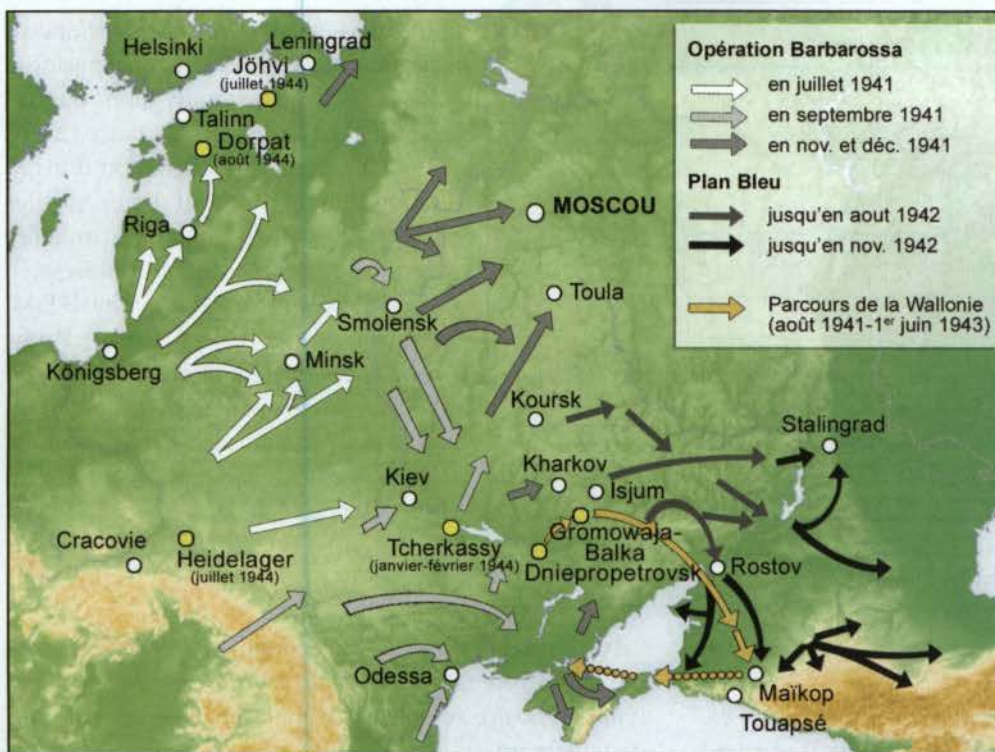 Helsinki
Leningrad
Jõhvi
(juillet 1944)
Talinn
Dorpat
(août 1944)
Riga
MOSCOU
Smolensk
Toula
Königsberg
Minsk
Koursk
Stalingrad
Kiev
Kharkov
Isjum
Cracovie
Heidelager
(juillet 1944)
Tcherkassy
(janvier-février 1944)
Gromowaja-
Balka
Dniepropetrovsk
Rostov
Odessa
Maïkop
Touapsé
Opération Barbarossa
en juillet 1941
en septembre 1941
en nov. et déc. 1941
Plan Bleu
jusqu'en aout 1942
jusqu'en nov. 1942
Parcours de la Wallonie
(août 1941-1er juin 1943)